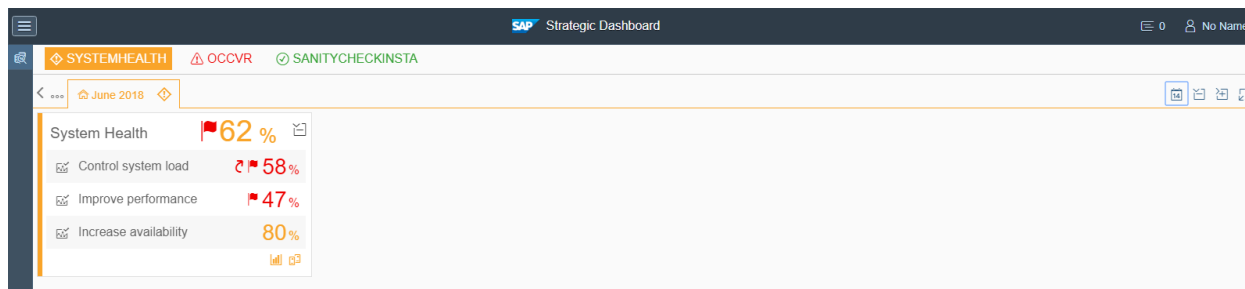 SAP Strategic Dashboard 0 No Name
SYSTEMHEALTH OCCVR SANITYCHECKINSTA
June 2018 14
System Health 62 %
Control system load 58 %
Improve performance 47 %
Increase availability 80 %